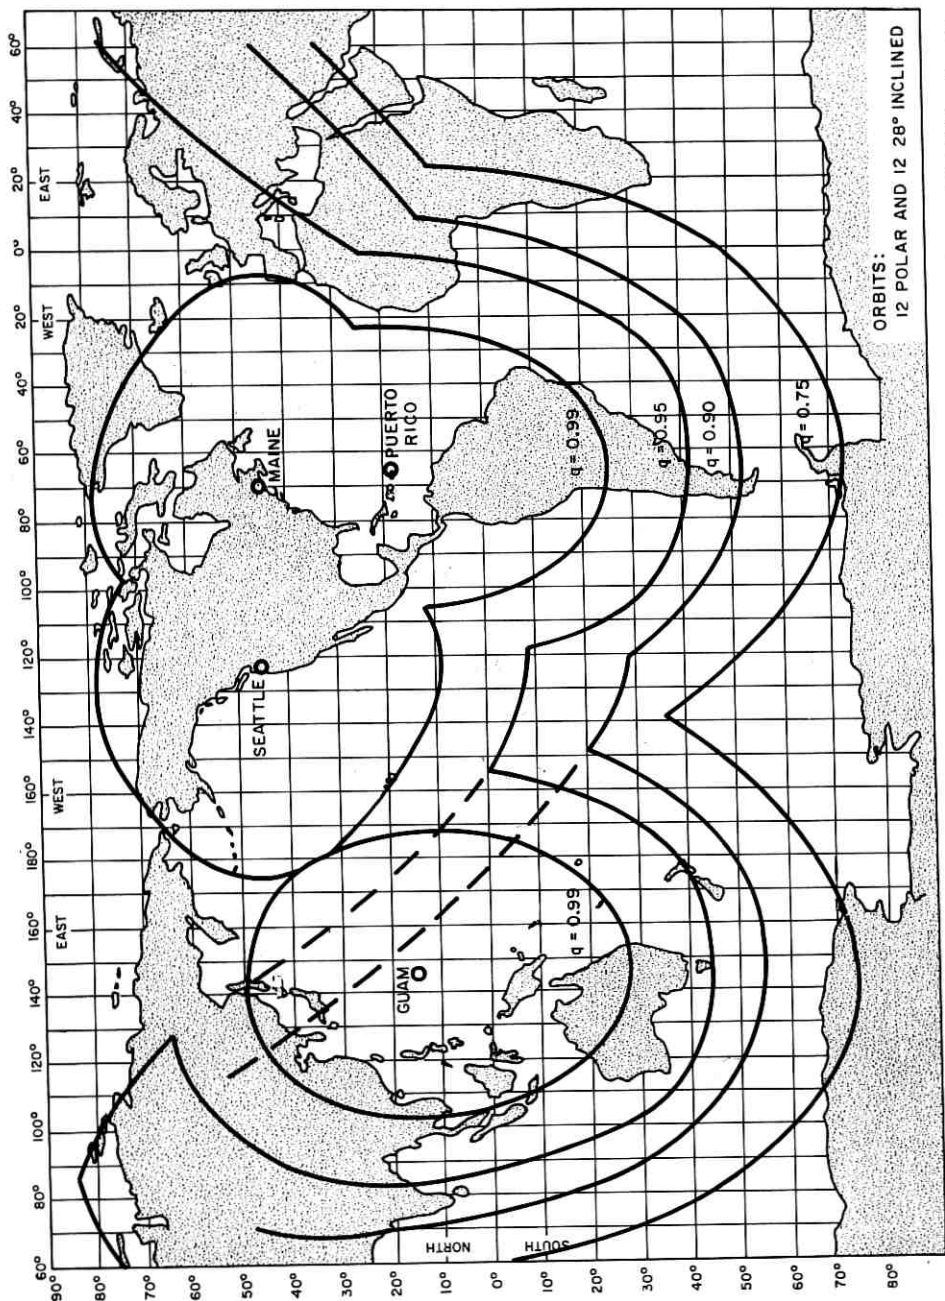 60° 80° 100° 120° 140° 160° 180° 160° 140° 120° 100° 80° 60° 40° 20° 0° 20° 40° 60°
EAST WEST WEST EAST
90°
80°
70°
60°
50°
SEATTLE
MAINE
40°
30°
20°
GUAM
PUERTO
RICO
10°
NORTH
0°
SOUTH
10°
q = 0.99
q = 0.99
20°
30°
q = 0.95
40°
q = 0.90
50°
60°
q = 0.75
70°
80°
ORBITS:
12 POLAR AND 12 28° INCLINED